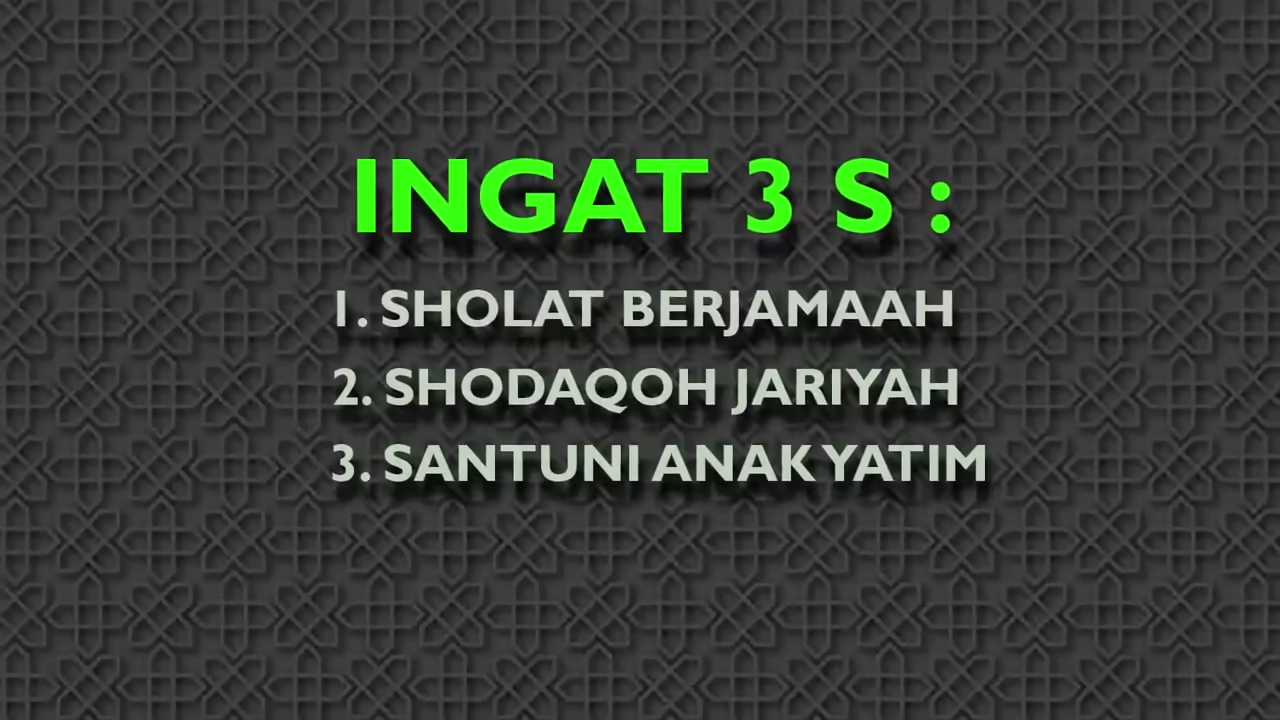 INGAT 3 S :
1. SHOLAT BERJAMAAH
2. SHODAQOH JARIYAH
3. SANTUNI ANAK YATIM